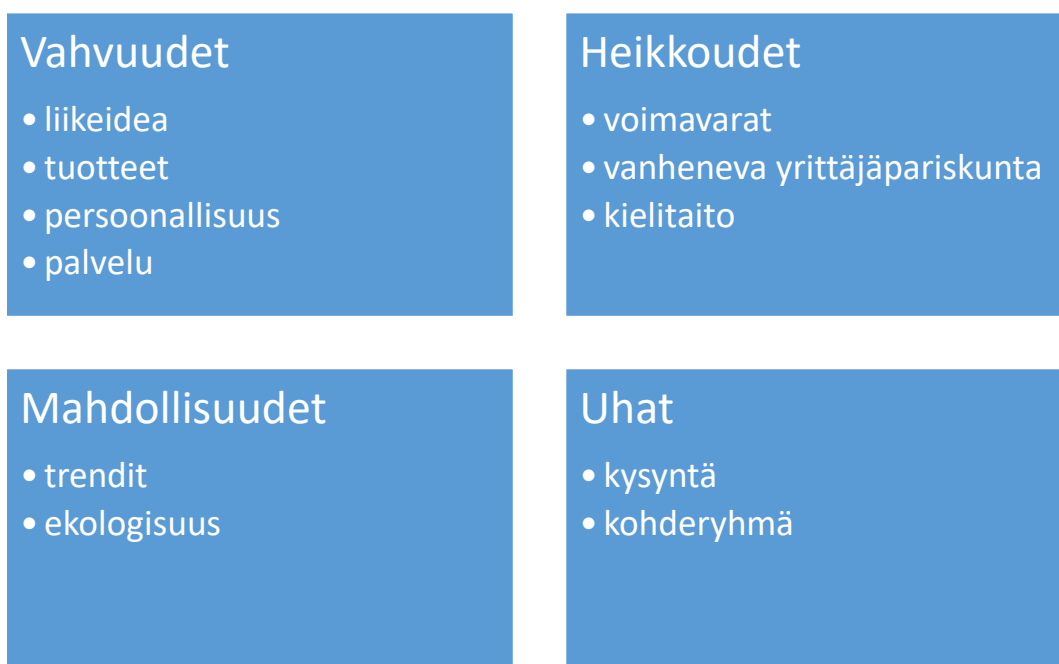 Vahvuudet
• liikeidea
• tuotteet
• persoonallisuus
• palvelu
Heikkoudet
• voimavarat
• vanheneva yrittäjäpariskunta
• kielitaito
Mahdollisuudet
• trendit
• ekologisuus
Uhat
• kysyntä
• kohderyhmä